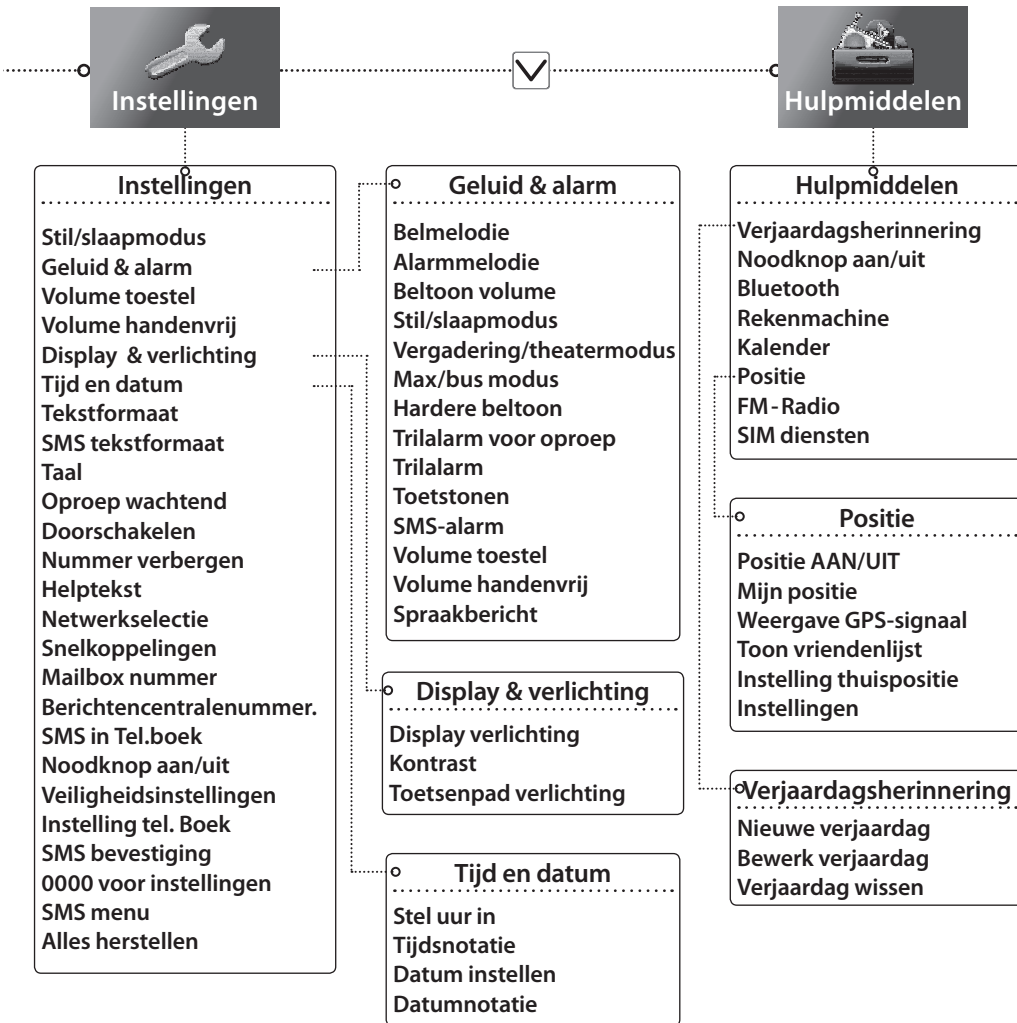 Instellingen
Hulpmiddelen
Instellingen
Stil/slaapmodus
Geluid & alarm
Volume toestel
Volume handenvrij
Display & verlichting
Tijd en datum
Tekstformaat
SMS tekstformaat
Taal
Oproep wachtend
Doorschakelen
Nummer verbergen
Helptekst
Netwerkselectie
Snelkoppelingen
Mailbox nummer
Berichtencentralenummer.
SMS in Tel.boek
Noodknop aan/uit
Veiligheidsinstellingen
Instelling tel. Boek
SMS bevestiging
0000 voor instellingen
SMS menu
Alles herstellen
Geluid & alarm
Belmelodie
Alarmmelodie
Beltoon volume
Stil/slaapmodus
Vergadering/theatermodus
Max/bus modus
Hardere beltoon
Trilalarm voor oproep
Trilalarm
Toetstonen
SMS-alarm
Volume toestel
Volume handenvrij
Spraakbericht
Display & verlichting
Display verlichting
Kontrast
Toetsenpad verlichting
Tijd en datum
Stel uur in
Tijdsnotatie
Datum instellen
Datumnotatie
Hulpmiddelen
Verjaardagsherinnering
Noodknop aan/uit
Bluetooth
Rekenmachine
Kalender
Positie
FM-Radio
SIM diensten
Positie
Positie AAN/UIT
Mijn positie
Weergave GPS-signaal
Toon vriendenlijst
Instelling thuispositie
Instellingen
Verjaardagsherinnering
Nieuwe verjaardag
Bewerk verjaardag
Verjaardag wissen